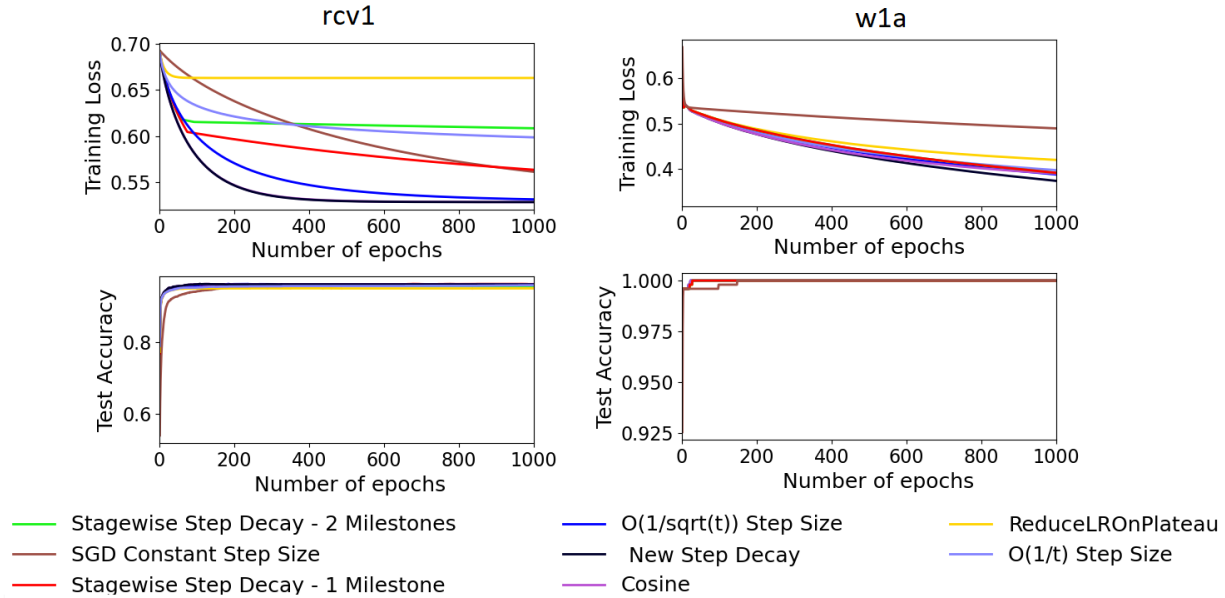 rcv1
w1a
Training Loss
0.70
0.65
0.60
0.55
0 200 400 600 800 1000
Number of epochs
Training Loss
0.6
0.5
0.4
0 200 400 600 800 1000
Number of epochs
Test Accuracy
0.8
0.6
0 200 400 600 800 1000
Number of epochs
Test Accuracy
1.000
0.975
0.950
0.925
0 200 400 600 800 1000
Number of epochs
Stagewise Step Decay - 2 Milestones
SGD Constant Step Size
Stagewise Step Decay - 1 Milestone
O(1/sqrt(t)) Step Size
New Step Decay
Cosine
ReduceLROnPlateau
O(1/t) Step Size